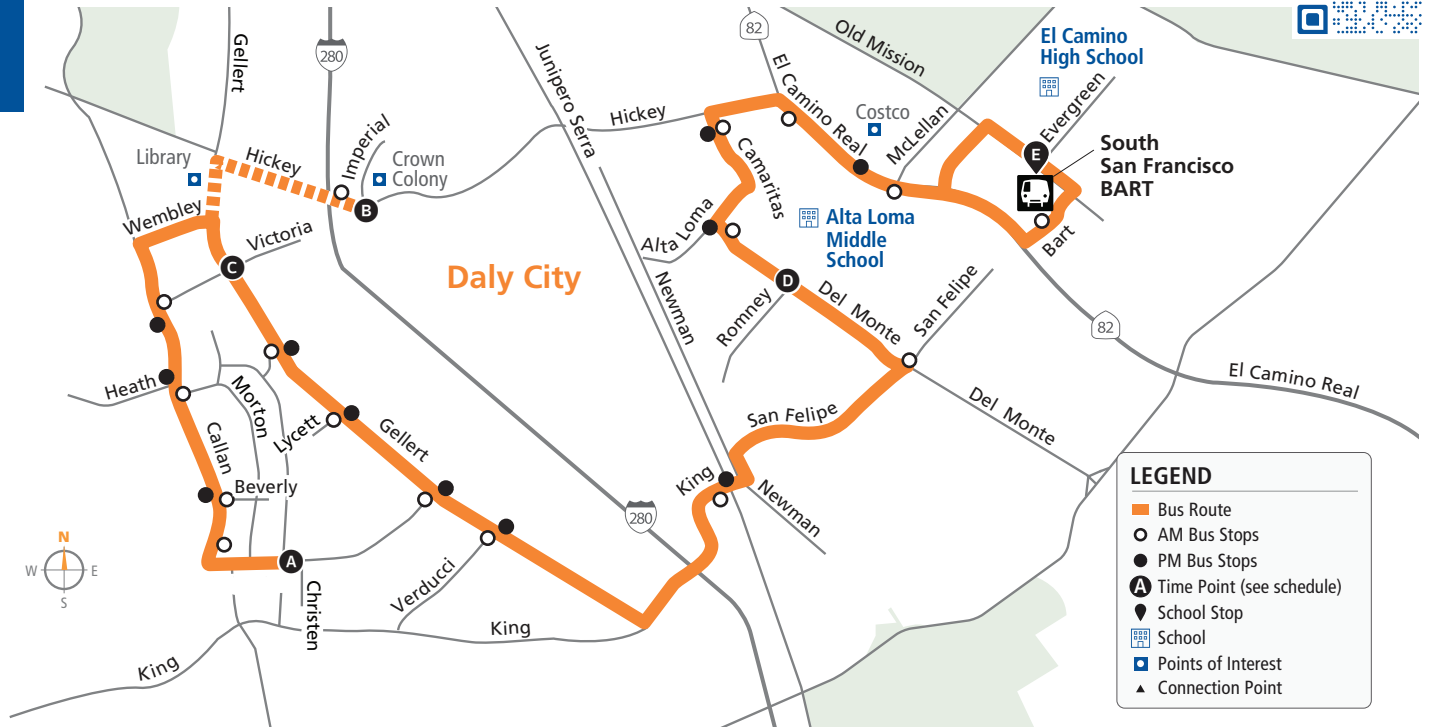 Gellert
280
Junipero Serra
82
Old Mission
El Camino
High School
El Camino Real
Costco
McLellan
Evergreen
Hickey
Library
Hickey
Imperial
Crown
Colony
B
E
South
San Francisco
BART
Camaritas
Wembley
Victoria
C
Alta Loma
Alta Loma
Middle
School
Bart
Daly City
Newman
D
Romney
Del Monte
San Felipe
82
El Camino Real
Heath
Morton
Lycett
Gellert
Callan
Beverly
San Felipe
Del Monte
King
Newman
280
N
W
E
S
A
Christen
Verducci
King
King
LEGEND
Bus Route
AM Bus Stops
PM Bus Stops
A Time Point (see schedule)
School Stop
School
Points of Interest
Connection Point